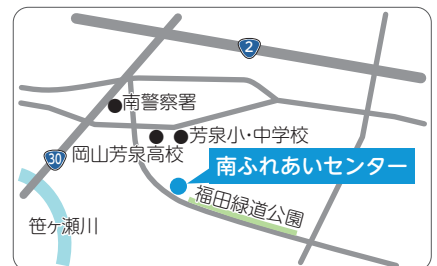 2
南警察署
芳泉小・中学校
岡山芳泉高校
30
南ふれあいセンター
福田緑道公園
笹ヶ瀬川